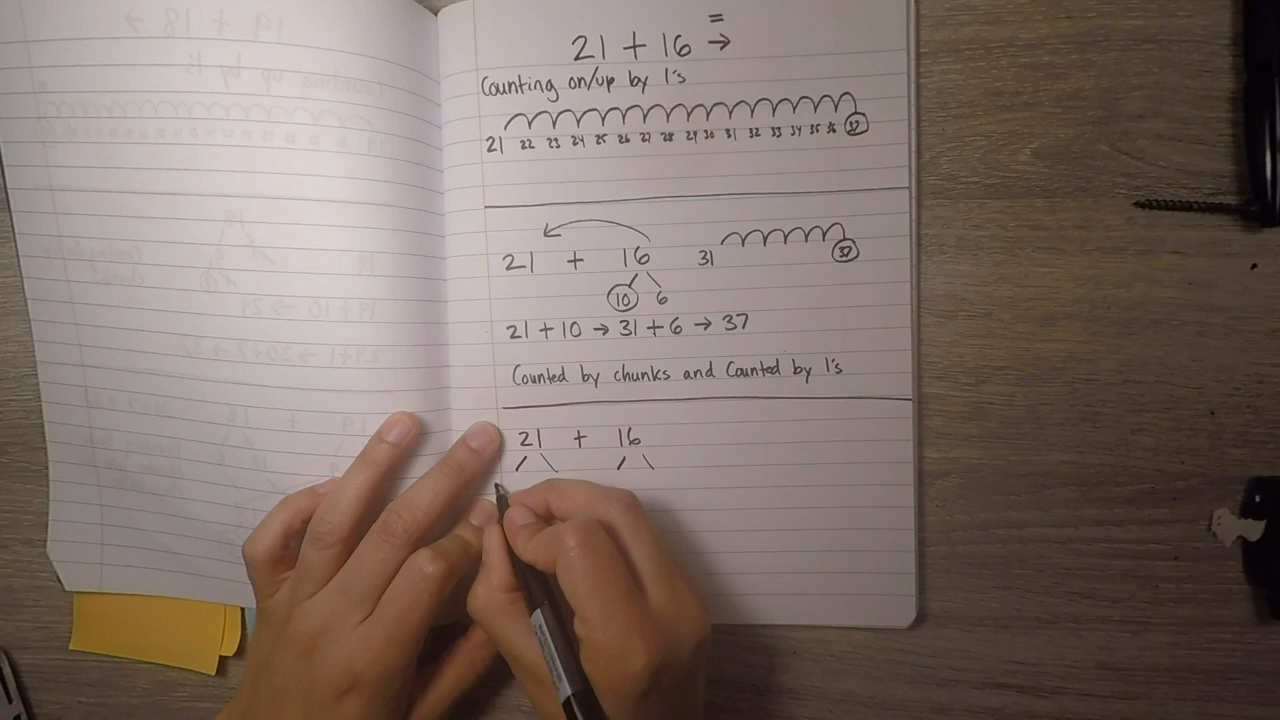 =
21 + 16 →
Counting on/up by 1's
21 22 23 24 25 26 27 28 29 30 31 32 33 34 35 36 37
21 + 16 31 37
10 6
21 + 10 → 31 + 6 → 37
Counted by chunks and Counted by 1's
21 + 16